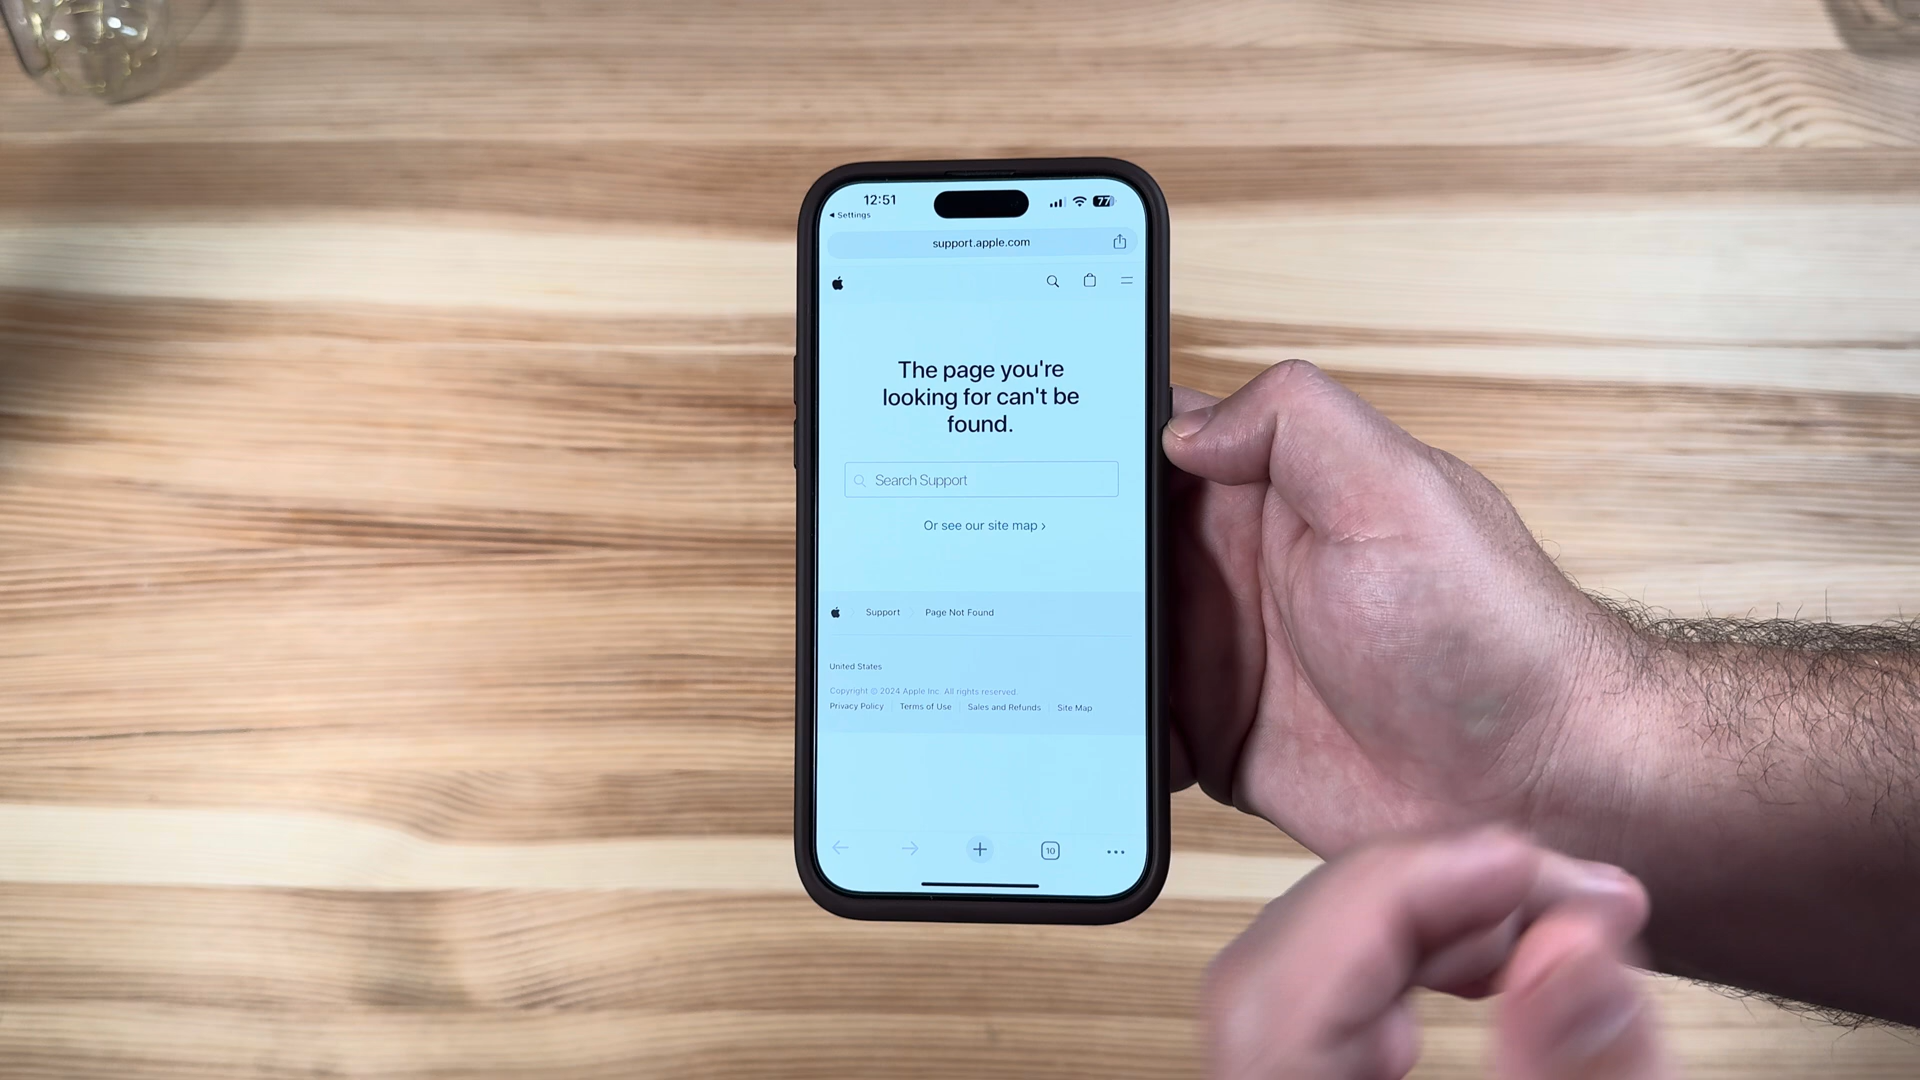 12:51
77
Settings
support.apple.com
The page you're
looking for can't be
found.
Search Support
Or see our site map ›
Support
Page Not Found
United States
Copyright © 2024 Apple Inc. All rights reserved.
Privacy Policy
Terms of Use
Sales and Refunds
Site Map
10